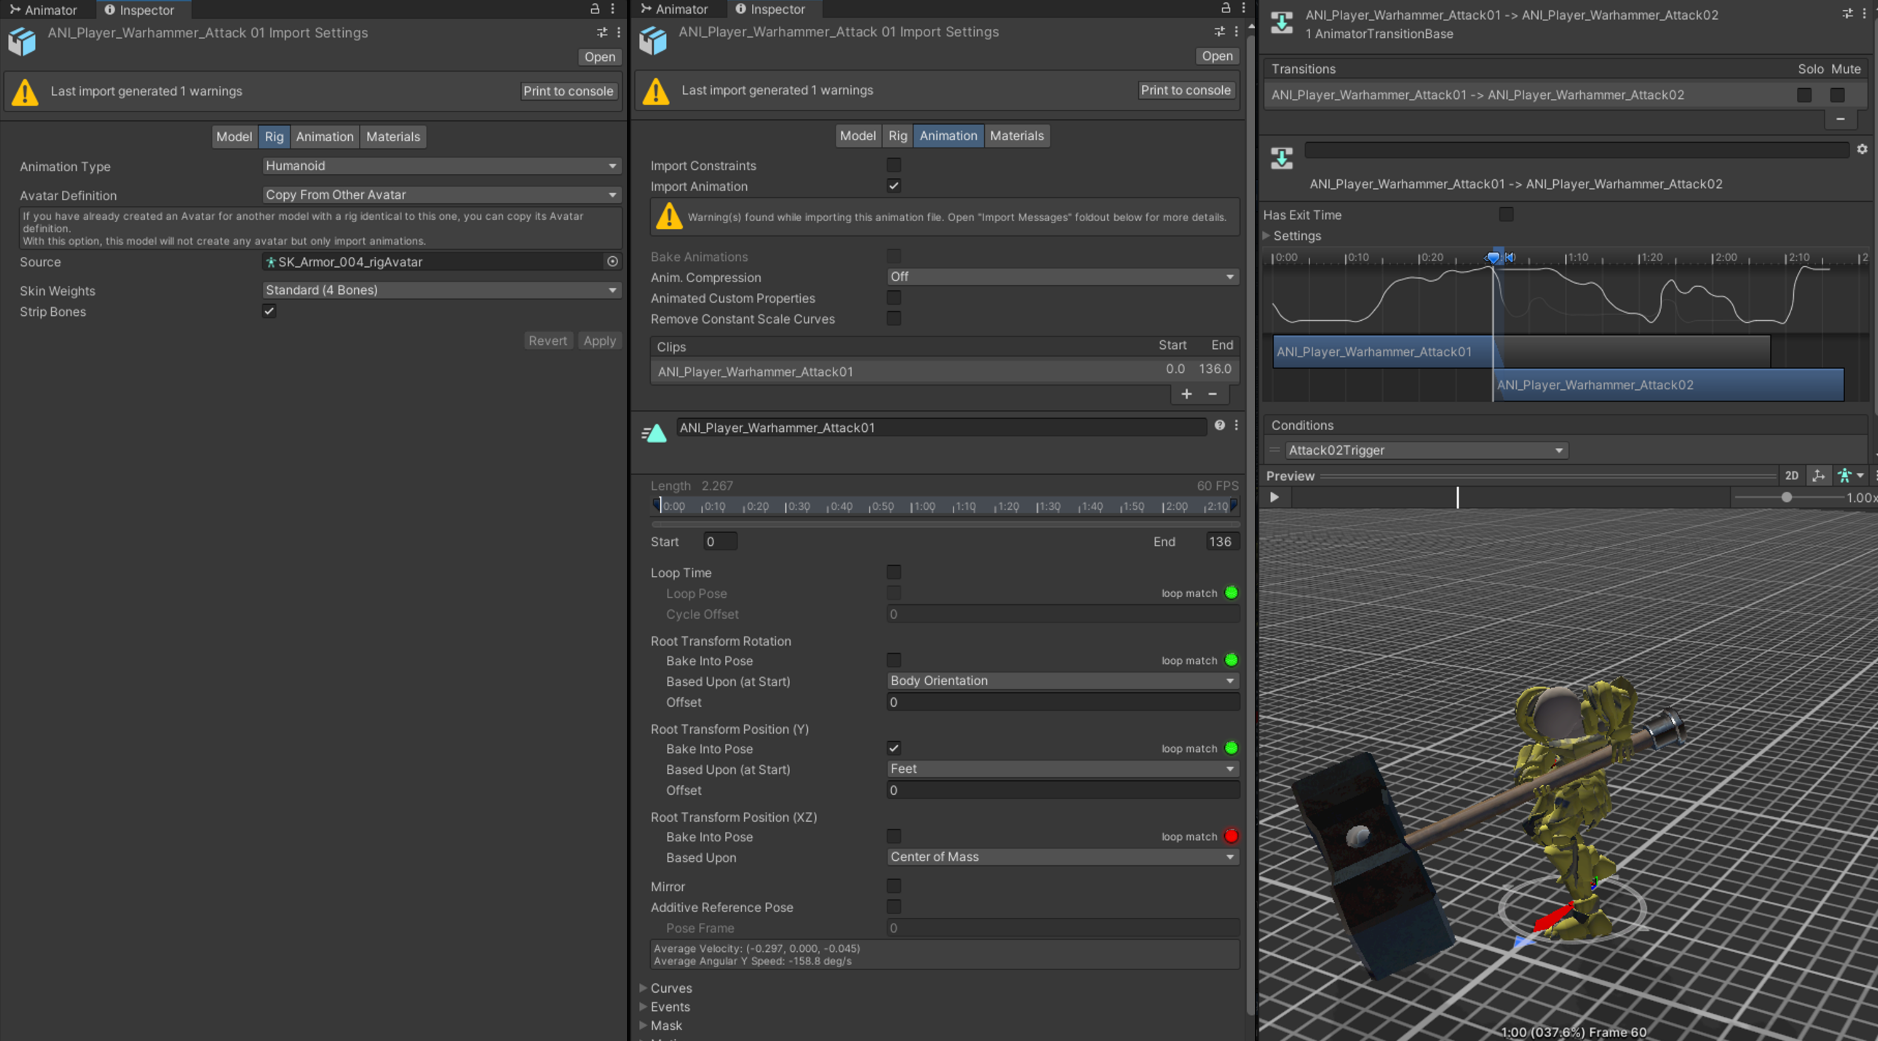 Animator
Inspector
ANI_Player_Warhammer_Attack 01 Import Settings
Open
Last import generated 1 warnings
Print to console
Model
Rig
Animation
Materials
Animation Type
Humanoid
Avatar Definition
Copy From Other Avatar
If you have already created an Avatar for another model with a rig identical to this one, you can copy its Avatar
definition.
With this option, this model will not create any avatar but only import animations.
Source
SK_Armor_004_rigAvatar
Skin Weights
Standard (4 Bones)
Strip Bones
Revert
Apply
Animator
Inspector
ANI_Player_Warhammer_Attack 01 Import Settings
Open
Last import generated 1 warnings
Print to console
Model
Rig
Animation
Materials
Import Constraints
Import Animation
Warning(s) found while importing this animation file. Open "Import Messages" foldout below for more details.
Bake Animations
Anim. Compression
Off
Animated Custom Properties
Remove Constant Scale Curves
Clips
Start
End
ANI_Player_Warhammer_Attack01
0.0
136.0
ANI_Player_Warhammer_Attack01
Length 2.267
60 FPS
0:00 0:10 0:20 0:30 0:40 0:50 1:00 1:10 1:20 1:30 1:40 1:50 2:00 2:10
Start
0
End
136
Loop Time
Loop Pose
loop match
Cycle Offset
0
Root Transform Rotation
Bake Into Pose
loop match
Based Upon (at Start)
Body Orientation
Offset
0
Root Transform Position (Y)
Bake Into Pose
loop match
Based Upon (at Start)
Feet
Offset
0
Root Transform Position (XZ)
Bake Into Pose
loop match
Based Upon
Center of Mass
Mirror
Additive Reference Pose
Pose Frame
0
Average Velocity: (-0.297, 0.000, -0.045)
Average Angular Y Speed: -158.8 deg/s
Curves
Events
Mask
ANI_Player_Warhammer_Attack01 -> ANI_Player_Warhammer_Attack02
1 AnimatorTransitionBase
Transitions
Solo
Mute
ANI_Player_Warhammer_Attack01 -> ANI_Player_Warhammer_Attack02
ANI_Player_Warhammer_Attack01 -> ANI_Player_Warhammer_Attack02
Has Exit Time
Settings
0:00 0:10 0:20 1:10 1:20 2:00 2:10
ANI_Player_Warhammer_Attack01
ANI_Player_Warhammer_Attack02
Conditions
Attack02Trigger
Preview
2D
1.00x
1:00 (037.6%) Frame 60